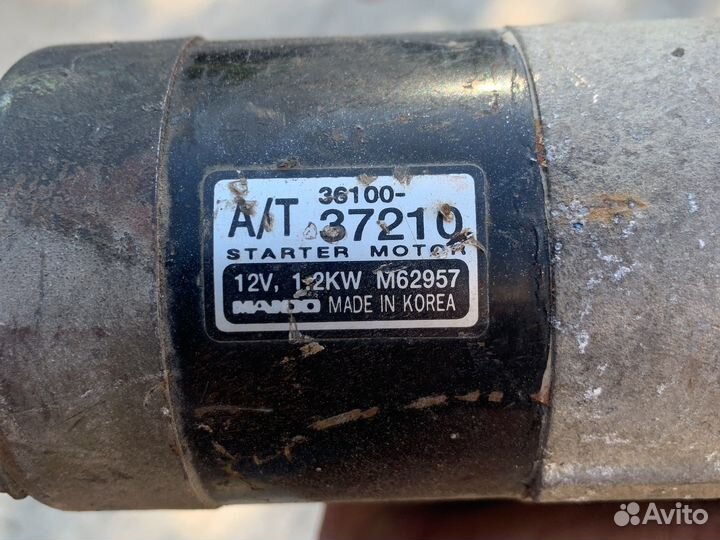 36100-
A/T 37210
STARTER MOTOR
12V, 1.2KW M62957
MANDO MADE IN KOREA
Avito